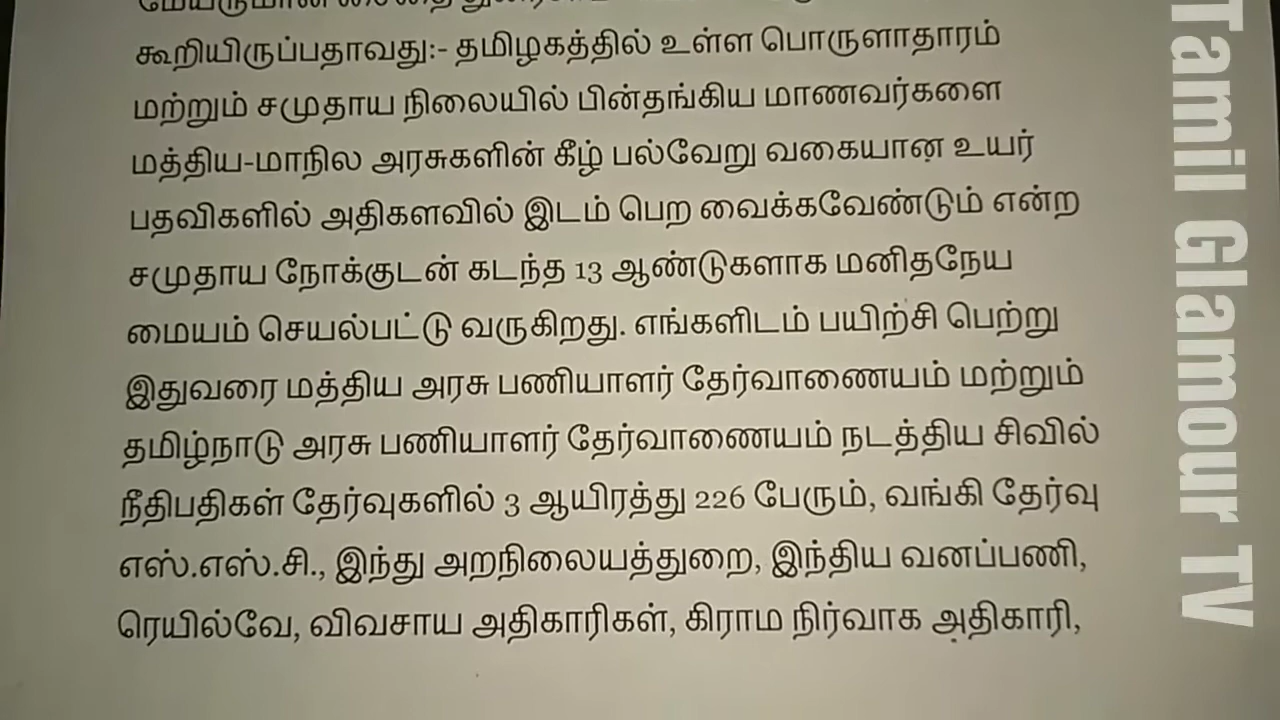 கூறியிருப்பதாவது:- தமிழகத்தில் உள்ள பொருளாதாரம்
மற்றும் சமுதாய நிலையில் பின்தங்கிய மாணவர்களை
மத்திய-மாநில அரசுகளின் கீழ் பல்வேறு வகையான உயர்
பதவிகளில் அதிகளவில் இடம் பெற வைக்கவேண்டும் என்ற
சமுதாய நோக்குடன் கடந்த 13 ஆண்டுகளாக மனிதநேய
மையம் செயல்பட்டு வருகிறது. எங்களிடம் பயிற்சி பெற்று
இதுவரை மத்திய அரசு பணியாளர் தேர்வாணையம் மற்றும்
தமிழ்நாடு அரசு பணியாளர் தேர்வாணையம் நடத்திய சிவில்
நீதிபதிகள் தேர்வுகளில் 3 ஆயிரத்து 226 பேரும், வங்கி தேர்வு
எஸ்.எஸ்.சி., இந்து அறநிலையத்துறை, இந்திய வனப்பணி,
ரெயில்வே, விவசாய அதிகாரிகள், கிராம நிர்வாக அதிகாரி,
Tamil Glamour TV